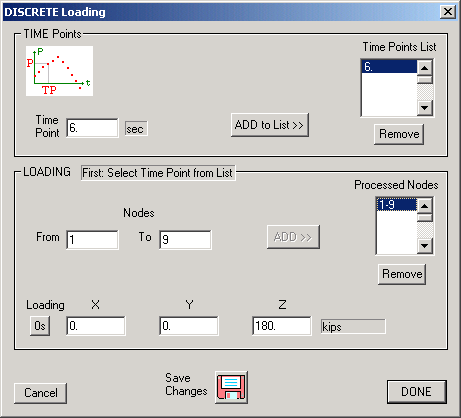 DISCRETE Loading
TIME Points
P
P
t
TP
Time Points List
6.
Time
Point
6.
sec
ADD to List >>
Remove
LOADING
First: Select Time Point from List
Processed Nodes
1-9
Nodes
From
1
To
9
ADD >>
Remove
Loading
X
Y
Z
0s
0.
0.
180.
kips
Save
Changes
Cancel
DONE